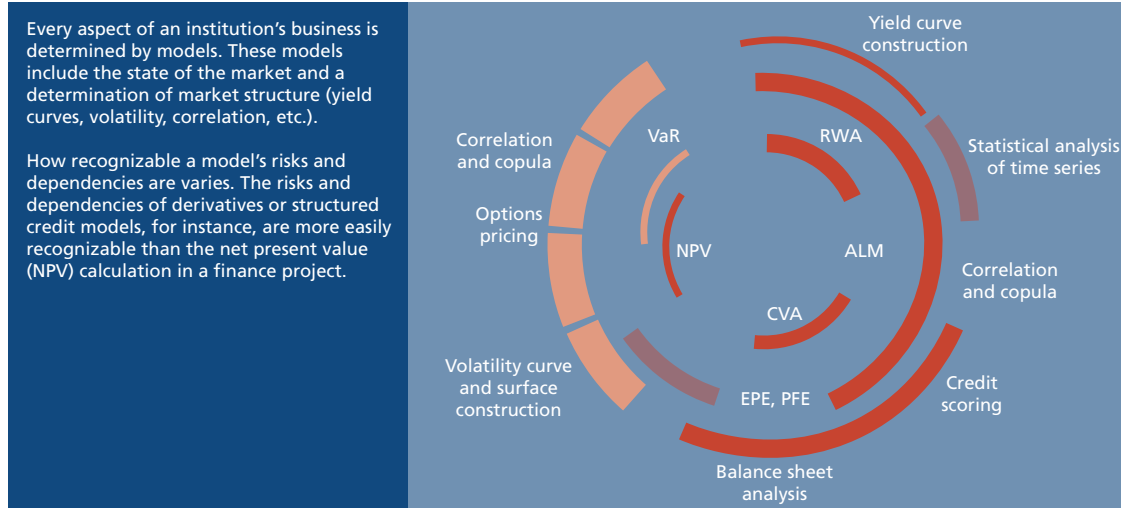 Every aspect of an institution’s business is
determined by models. These models
include the state of the market and a
determination of market structure (yield
curves, volatility, correlation, etc.).
How recognizable a model’s risks and
dependencies are varies. The risks and
dependencies of derivatives or structured
credit models, for instance, are more easily
recognizable than the net present value
(NPV) calculation in a finance project.
Yield curve
construction
VaR
RWA
Correlation
and copula
Statistical analysis
of time series
Options
pricing
NPV
ALM
Correlation
and copula
CVA
Volatility curve
and surface
construction
EPE, PFE
Credit
scoring
Balance sheet
analysis